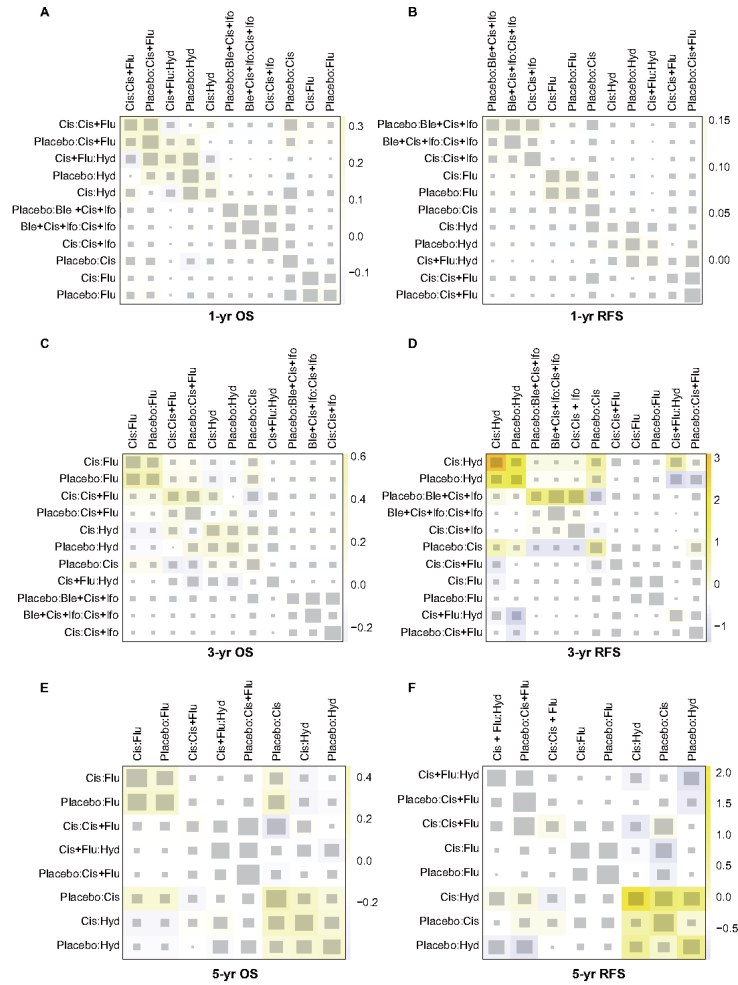 A
Cis:Cis+Flu
Placebo:Cis+Flu
Cis+Flu:Hyd
Placebo:Hyd
Cis:Hyd
Placebo:Ble+Cis+Ifo
Ble+Cis+Ifo:Cis+Ifo
Cis:Cis+Ifo
Placebo:Cis
Cis:Flu
Placebo:Flu
Cis:Cis+Flu
Placebo:Cis+Flu
Cis+Flu:Hyd
Placebo:Hyd
Cis:Hyd
Placebo:Ble +Cis+Ifo
Ble+Cis+Ifo:Cis+Ifo
Cis:Cis+Ifo
Placebo:Cis
Cis:Flu
Placebo:Flu
0.3
0.2
0.1
0.0
−0.1
1-yr OS
B
Placebo:Ble+Cis+Ifo
Ble+Cis+Ifo:Cis+Ifo
Cis:Cis+Ifo
Cis:Flu
Placebo:Flu
Placebo:Cis
Cis:Hyd
Placebo:Hyd
Cis+Flu:Hyd
Cis:Cis+Flu
Placebo:Cis+Flu
Placebo:Ble+Cis+Ifo
Ble+Cis+Ifo:Cis+Ifo
Cis:Cis+Ifo
Cis:Flu
Placebo:Flu
Placebo:Cis
Cis:Hyd
Placebo:Hyd
Cis+Flu:Hyd
Cis:Cis+Flu
Placebo:Cis+Flu
0.15
0.10
0.05
0.00
1-yr RFS
C
Cis:Flu
Placebo:Flu
Cis:Cis+Flu
Placebo:Cis+Flu
Cis:Hyd
Placebo:Hyd
Placebo:Cis
Cis+Flu:Hyd
Placebo:Ble+Cis+Ifo
Ble+Cis+Ifo:Cis+Ifo
Cis:Cis+Ifo
Cis:Flu
Placebo:Flu
Cis:Cis+Flu
Placebo:Cis+Flu
Cis:Hyd
Placebo:Hyd
Placebo:Cis
Cis+Flu:Hyd
Placebo:Ble+Cis+Ifo
Ble+Cis+Ifo:Cis+Ifo
Cis:Cis+Ifo
0.6
0.4
0.2
0.0
−0.2
3-yr OS
D
Cis:Hyd
Placebo:Hyd
Placebo:Ble+Cis+Ifo
Ble+Cis+Ifo:Cis+Ifo
Cis:Cis + Ifo
Placebo:Cis
Cis:Cis+Flu
Cis:Flu
Placebo:Flu
Cis+Flu:Hyd
Placebo:Cis+Flu
Cis:Hyd
Placebo:Hyd
Placebo:Ble+Cis+Ifo
Ble+Cis+Ifo:Cis+Ifo
Cis:Cis+Ifo
Placebo:Cis
Cis:Cis+Flu
Cis:Flu
Placebo:Flu
Cis+Flu:Hyd
Placebo:Cis+Flu
3
2
1
0
−1
3-yr RFS
E
Cis:Flu
Placebo:Flu
Cis:Cis+Flu
Cis+Flu:Hyd
Placebo:Cis+Flu
Placebo:Cis
Cis:Hyd
Placebo:Hyd
Cis:Flu
Placebo:Flu
Cis:Cis+Flu
Cis+Flu:Hyd
Placebo:Cis+Flu
Placebo:Cis
Cis:Hyd
Placebo:Hyd
0.4
0.2
0.0
−0.2
5-yr OS
F
Cis + Flu:Hyd
Placebo:Cis+Flu
Cis:Cis + Flu
Cis:Flu
Placebo:Flu
Cis:Hyd
Placebo:Cis
Placebo:Hyd
Cis+Flu:Hyd
Placebo:Cis+Flu
Cis:Cis+Flu
Cis:Flu
Placebo:Flu
Cis:Hyd
Placebo:Cis
Placebo:Hyd
2.0
1.5
1.0
0.5
0.0
−0.5
5-yr RFS